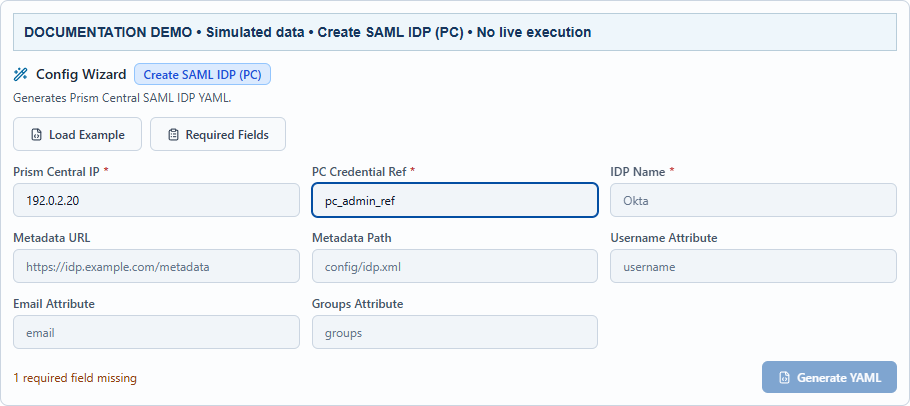 DOCUMENTATION DEMO • Simulated data • Create SAML IDP (PC) • No live execution
Config Wizard Create SAML IDP (PC)
Generates Prism Central SAML IDP YAML.
Load Example Required Fields
Prism Central IP * PC Credential Ref * IDP Name *
192.0.2.20 pc_admin_ref Okta
Metadata URL Metadata Path Username Attribute
https://idp.example.com/metadata config/idp.xml username
Email Attribute Groups Attribute
email groups
1 required field missing Generate YAML